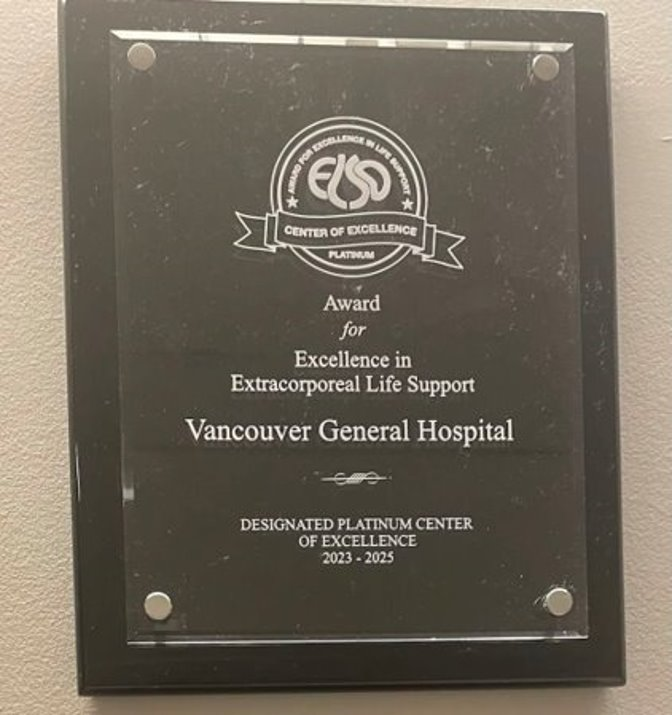 AWARD FOR EXCELLENCE IN LIFE SUPPORT
ELSO
CENTER OF EXCELLENCE
PLATINUM
Award
for
Excellence in
Extracorporeal Life Support
Vancouver General Hospital
DESIGNATED PLATINUM CENTER
OF EXCELLENCE
2023 - 2025